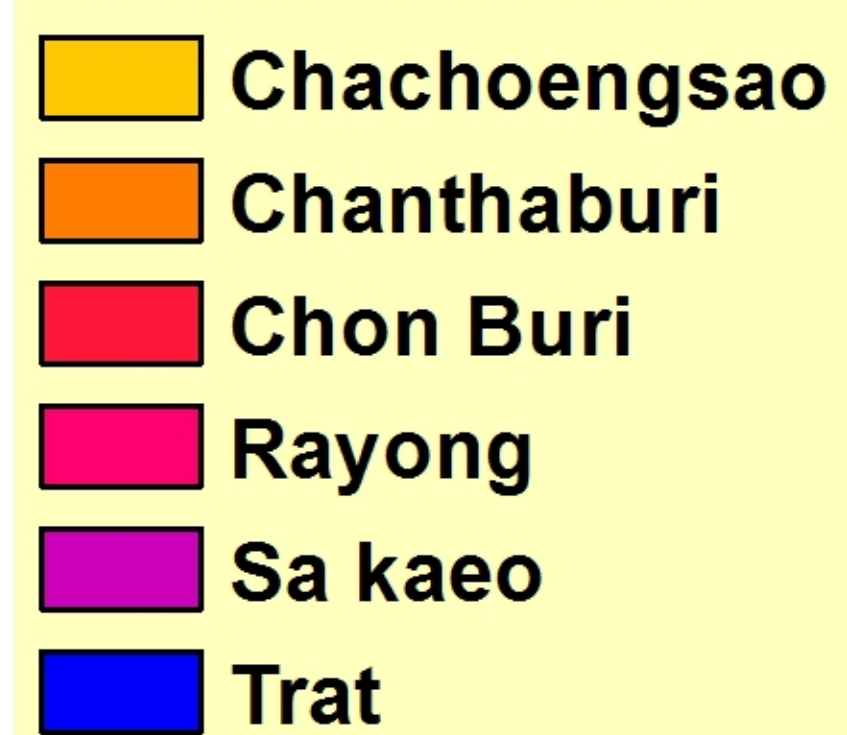 Chachoengsao
Chanthaburi
Chon Buri
Rayong
Sa kaeo
Trat